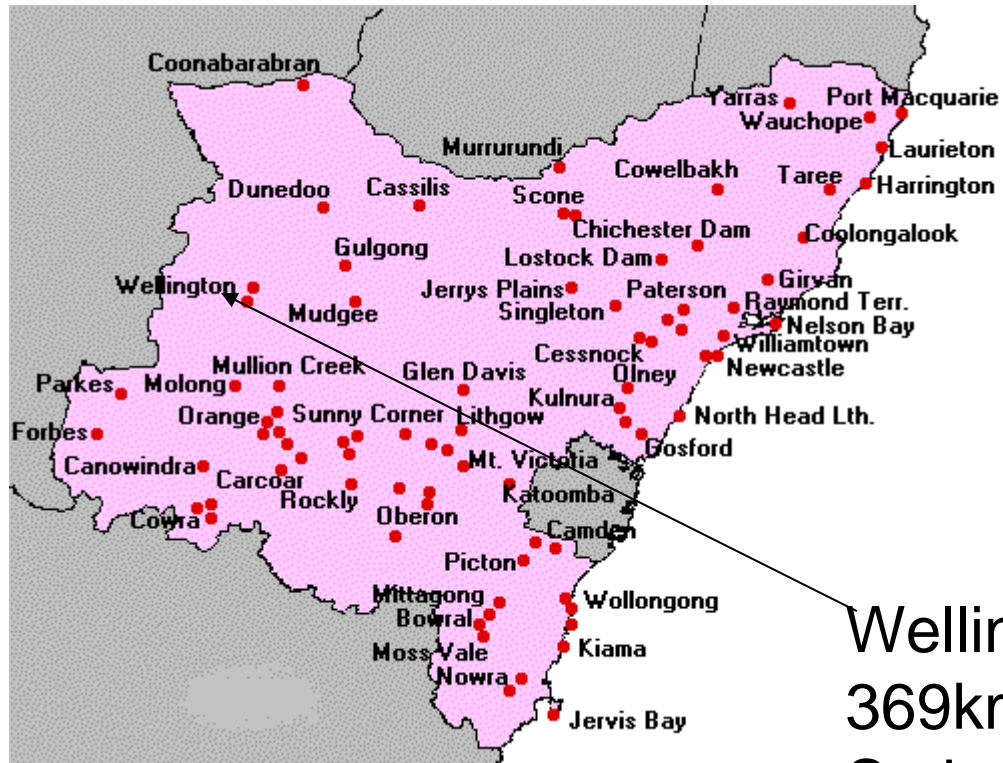 Coonabarabran
Yarras
Port Macquarie
Wauchope
Murrurundi
Laurieton
Cowelbakh
Taree
Harrington
Dunedoo
Cassilis
Scone
Chichester Dam
Coolongalook
Gulgong
Lostock Dam
Wellington
Jerrys Plains
Paterson
Girvan
Mudgee
Singleton
Raymond Terr.
Nelson Bay
Williamtown
Cessnock
Newcastle
Mullion Creek
Glen Davis
Olney
Parkes
Molong
Kulnura
Orange
Sunny Corner
Lithgow
North Head Lth.
Forbes
Gosford
Canowindra
Carcoar
Mt. Victoria
Rockly
Katoomba
Cowra
Oberon
Camden
Picton
Mittagong
Wollongong
Bowral
Moss Vale
Kiama
Nowra
Jervis Bay
Wellin
369km